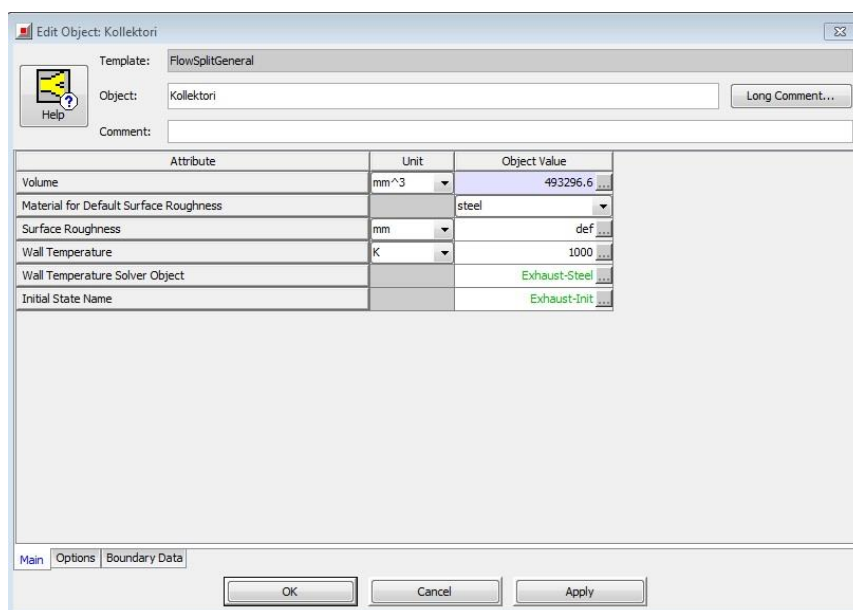 Edit Object: Kollektori
Template: FlowSplitGeneral
Help
Object: Kollektori Long Comment...
Comment:
Attribute Unit Object Value
Volume mm^3 493296.6 ...
Material for Default Surface Roughness steel
Surface Roughness mm def ...
Wall Temperature K 1000 ...
Wall Temperature Solver Object Exhaust-Steel ...
Initial State Name Exhaust-Init ...
Main Options Boundary Data
OK Cancel Apply